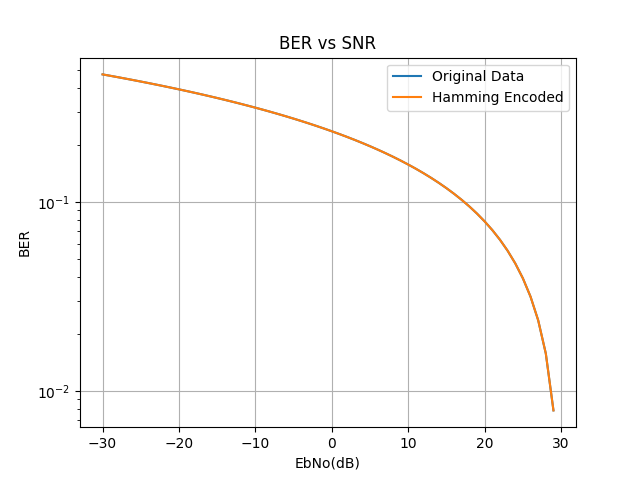 BER vs SNR
Original Data
Hamming Encoded
10⁻¹
10⁻²
BER
−30 −20 −10 0 10 20 30
EbNo(dB)